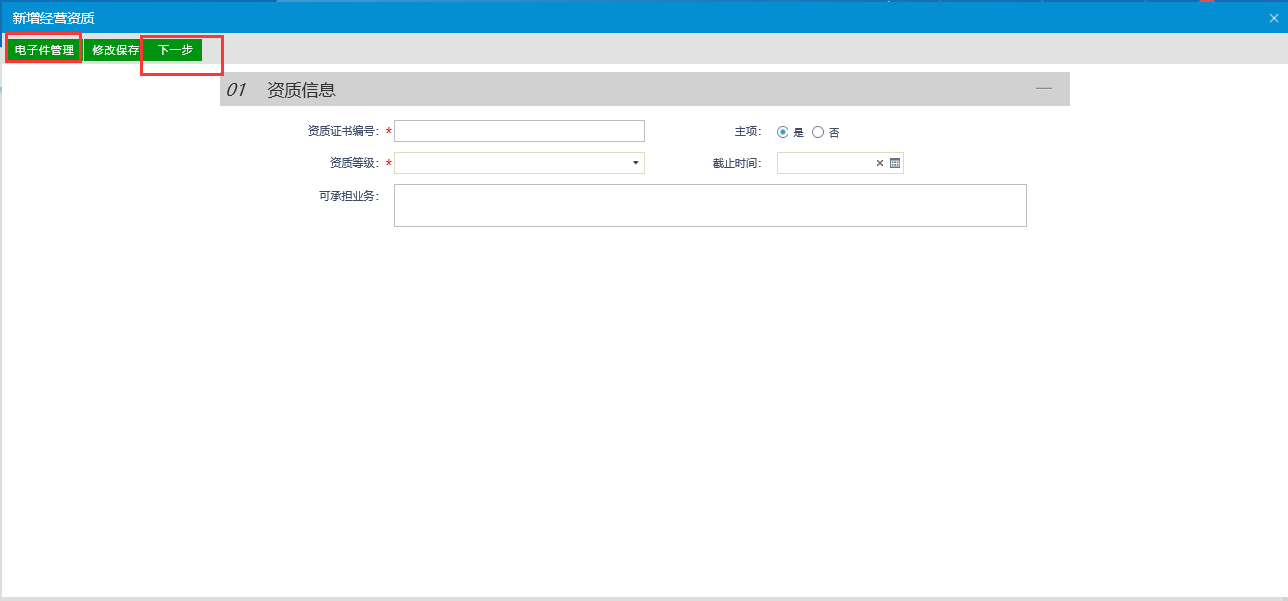 新增经营资质
电子件管理 修改保存 下一步
01 资质信息
资质证书编号: * 主项: 是 否
资质等级: * 截止时间:
可承担业务: